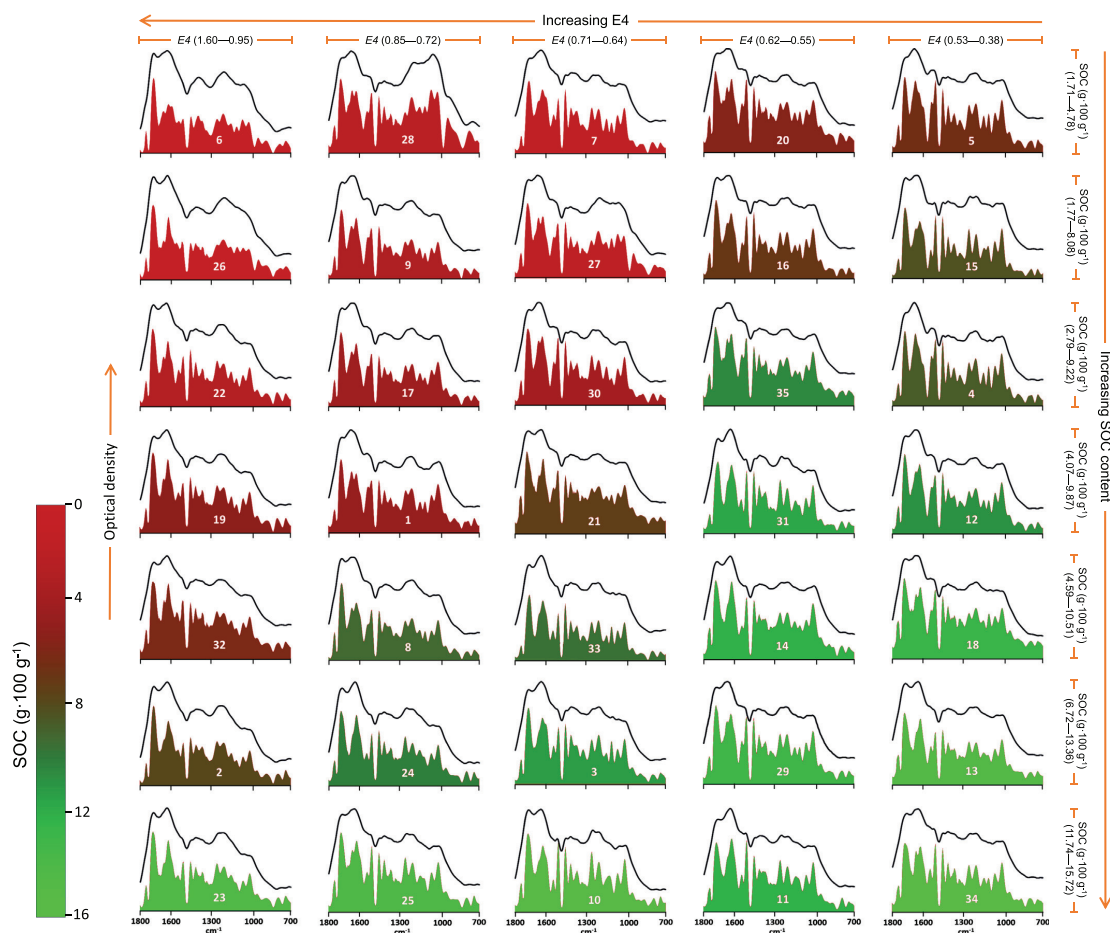 Increasing E4
E4 (1.60—0.95)
E4 (0.85—0.72)
E4 (0.71—0.64)
E4 (0.62—0.55)
E4 (0.53—0.38)
6
28
7
20
5
SOC (g·100 g⁻¹)
(1.71—4.78)
1800 1600 1300 1000 700
1800 1600 1300 1000 700
1800 1600 1300 1000 700
1800 1600 1300 1000 700
1800 1600 1300 1000 700
26
9
27
16
15
SOC (g·100 g⁻¹)
(1.77—8.08)
22
17
30
35
4
SOC (g·100 g⁻¹)
(2.79—9.22)
19
1
21
31
12
SOC (g·100 g⁻¹)
(4.07—9.87)
32
8
33
14
18
SOC (g·100 g⁻¹)
(4.59—10.51)
2
24
3
29
13
SOC (g·100 g⁻¹)
(6.72—13.36)
23
25
10
11
34
SOC (g·100 g⁻¹)
(11.74—15.72)
cm⁻¹
cm⁻¹
cm⁻¹
cm⁻¹
cm⁻¹
Increasing SOC content
Optical density
SOC (g·100 g⁻¹)
0
4
8
12
16